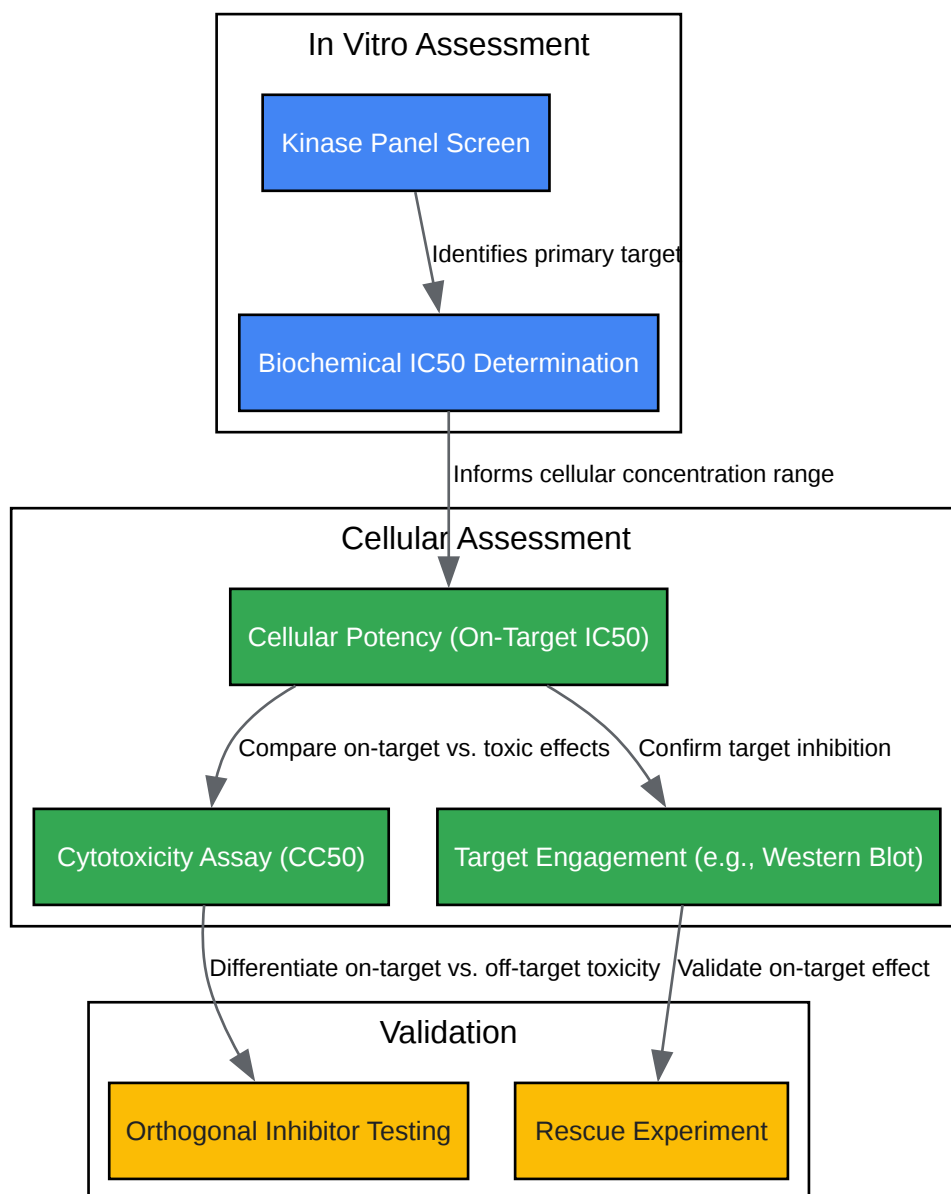 In Vitro Assessment
Kinase Panel Screen
Identifies primary target
Biochemical IC50 Determination
Informs cellular concentration range
Cellular Assessment
Cellular Potency (On-Target IC50)
Compare on-target vs. toxic effects
Confirm target inhibition
Cytotoxicity Assay (CC50)
Target Engagement (e.g., Western Blot)
Differentiate on-target vs. off-target toxicity
Validate on-target effect
Validation
Orthogonal Inhibitor Testing
Rescue Experiment